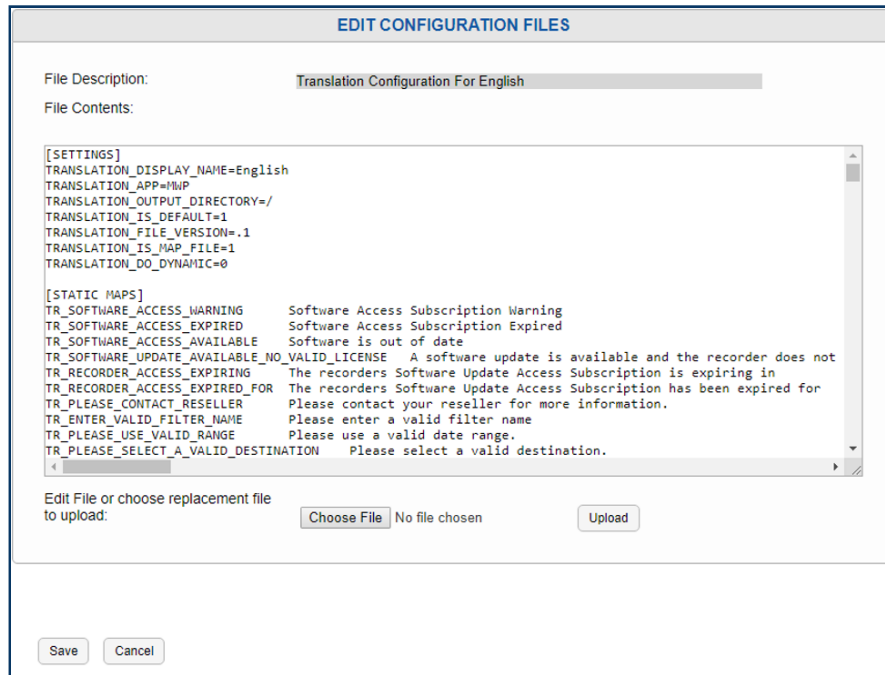 EDIT CONFIGURATION FILES
File Description: Translation Configuration For English
File Contents:
[SETTINGS]
TRANSLATION_DISPLAY_NAME=English
TRANSLATION_APP=MWP
TRANSLATION_OUTPUT_DIRECTORY=/
TRANSLATION_IS_DEFAULT=1
TRANSLATION_FILE_VERSION=.1
TRANSLATION_IS_MAP_FILE=1
TRANSLATION_DO_DYNAMIC=0
[STATIC MAPS]
TR_SOFTWARE_ACCESS_WARNING Software Access Subscription Warning
TR_SOFTWARE_ACCESS_EXPIRED Software Access Subscription Expired
TR_SOFTWARE_ACCESS_AVAILABLE Software is out of date
TR_SOFTWARE_UPDATE_AVAILABLE_NO_VALID_LICENSE A software update is available and the recorder does not
TR_RECORDER_ACCESS_EXPIRING The recorders Software Update Access Subscription is expiring in
TR_RECORDER_ACCESS_EXPIRED_FOR The recorders Software Update Access Subscription has been expired for
TR_PLEASE_CONTACT_RESELLER Please contact your reseller for more information.
TR_ENTER_VALID_FILTER_NAME Please enter a valid filter name
TR_PLEASE_USE_VALID_RANGE Please use a valid date range.
TR_PLEASE_SELECT_A_VALID_DESTINATION Please select a valid destination.
Edit File or choose replacement file
to upload: Choose File No file chosen Upload
Save Cancel